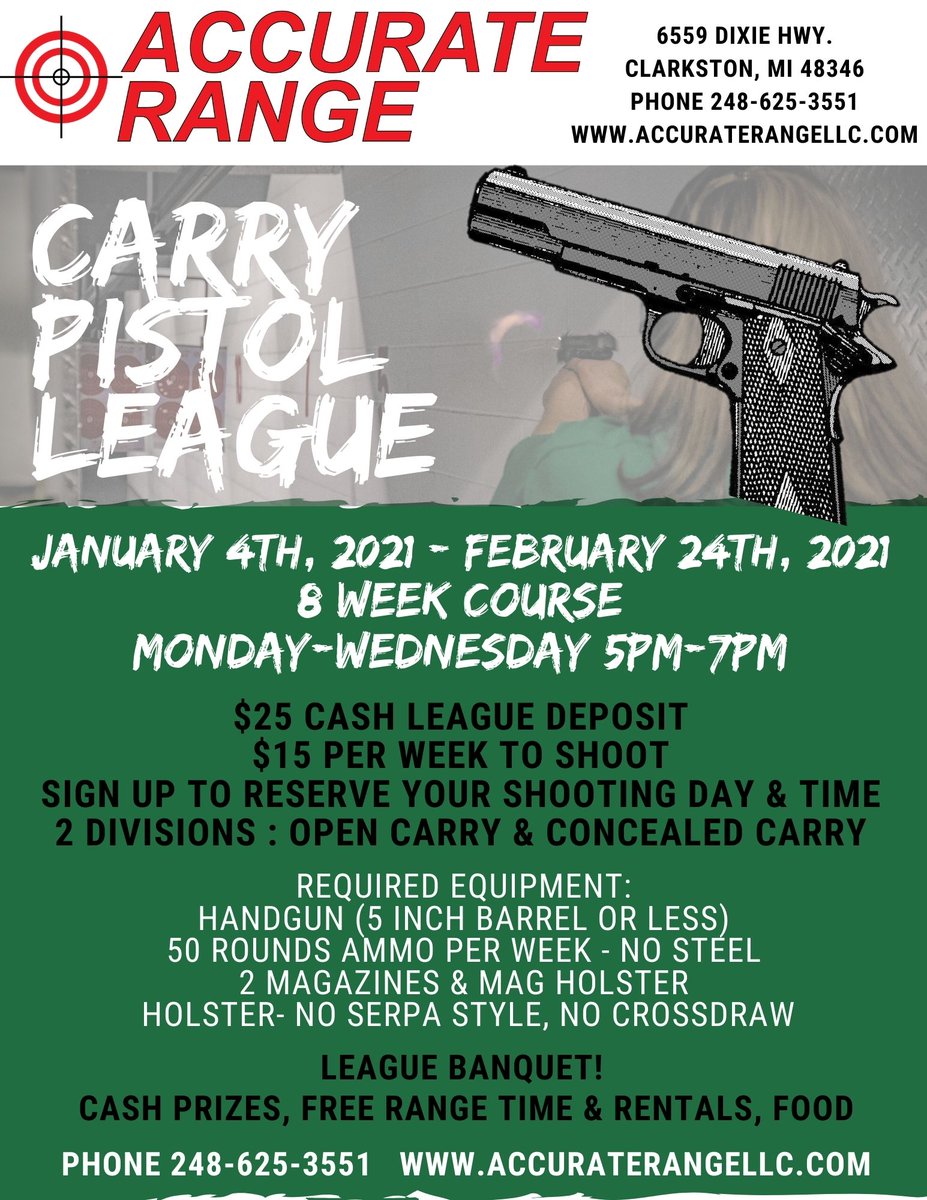 ACCURATE
RANGE
6559 DIXIE HWY.
CLARKSTON, MI 48346
PHONE 248-625-3551
WWW.ACCURATERANGELLC.COM
CARRY
PISTOL
LEAGUE
JANUARY 4TH, 2021 - FEBRUARY 24TH, 2021
8 WEEK COURSE
MONDAY-WEDNESDAY 5PM-7PM
$25 CASH LEAGUE DEPOSIT
$15 PER WEEK TO SHOOT
SIGN UP TO RESERVE YOUR SHOOTING DAY & TIME
2 DIVISIONS : OPEN CARRY & CONCEALED CARRY
REQUIRED EQUIPMENT:
HANDGUN (5 INCH BARREL OR LESS)
50 ROUNDS AMMO PER WEEK - NO STEEL
2 MAGAZINES & MAG HOLSTER
HOLSTER- NO SERPA STYLE, NO CROSSDRAW
LEAGUE BANQUET!
CASH PRIZES, FREE RANGE TIME & RENTALS, FOOD
PHONE 248-625-3551 WWW.ACCURATERANGELLC.COM